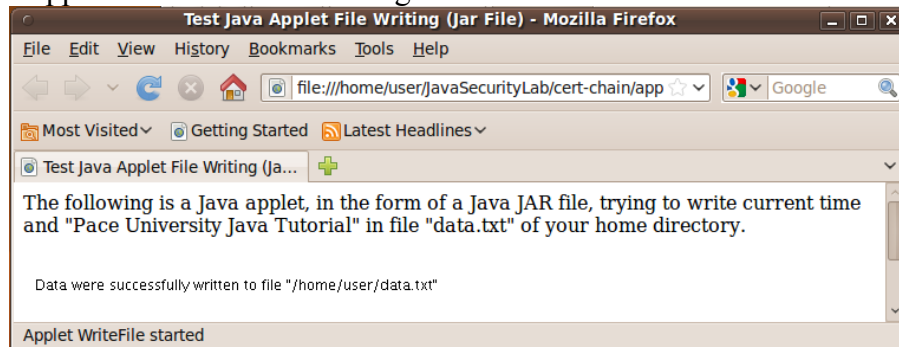 Test Java Applet File Writing (Jar File) - Mozilla Firefox
File Edit View History Bookmarks Tools Help
file:///home/user/JavaSecurityLab/cert-chain/app Google
Most Visited Getting Started Latest Headlines
Test Java Applet File Writing (Ja...
The following is a Java applet, in the form of a Java JAR file, trying to write current time
and "Pace University Java Tutorial" in file "data.txt" of your home directory.
Data were successfully written to file "/home/user/data.txt"
Applet WriteFile started